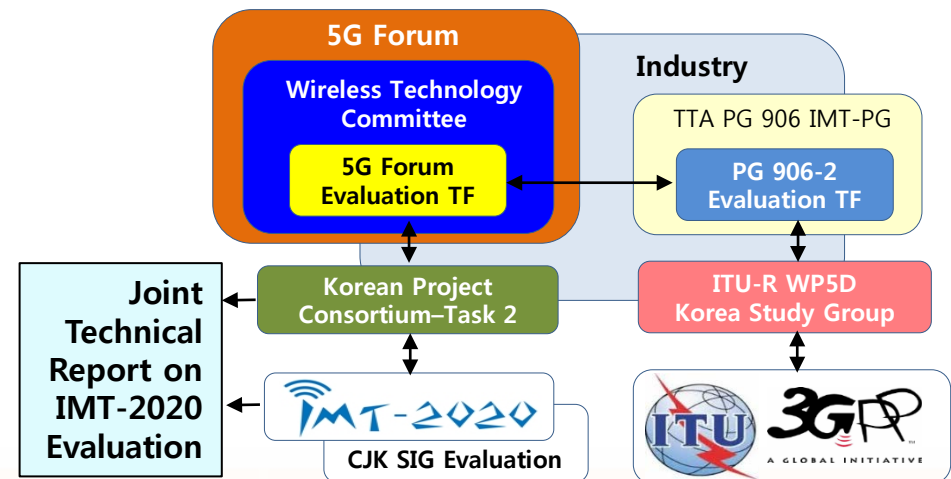 5G Forum
Industry
Wireless Technology
Committee
TTA PG 906 IMT-PG
5G Forum
Evaluation TF
PG 906-2
Evaluation TF
Joint
Technical
Report on
IMT-2020
Evaluation
Korean Project
Consortium–Task 2
ITU-R WP5D
Korea Study Group
IMT-2020
CJK SIG Evaluation
ITU
3GPP
TM
A GLOBAL INITIATIVE